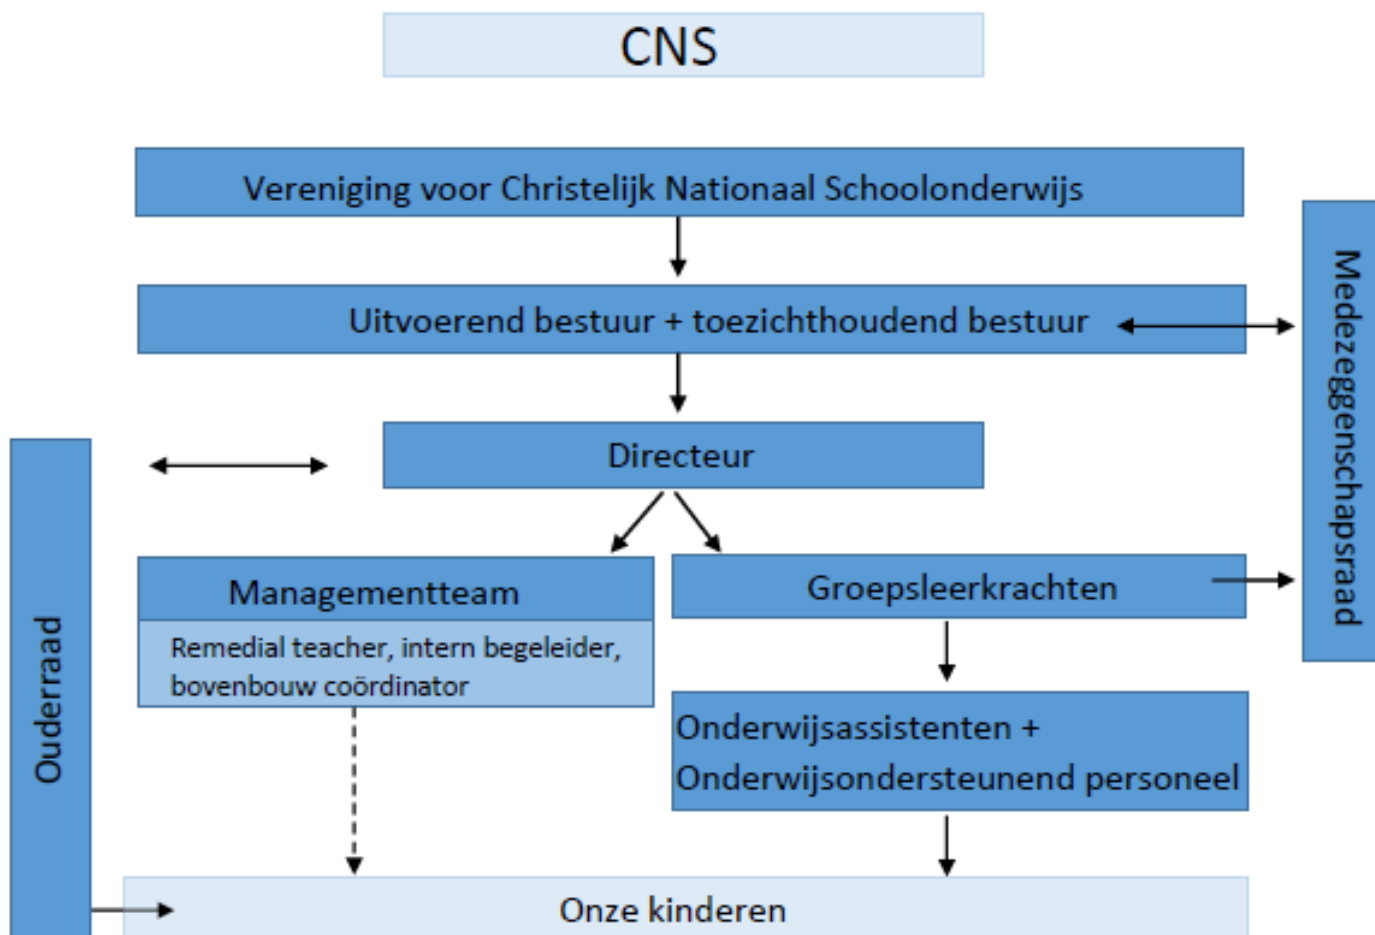 CNS
Vereniging voor Christelijk Nationaal Schoolonderwijs
Uitvoerend bestuur + toezichthoudend bestuur
Medezeggenschapsraad
Directeur
Managementteam
Remedial teacher, intern begeleider,
bovenbouw coördinator
Groepsleerkrachten
Ouderraad
Onderwijsassistenten +
Onderwijsondersteunend personeel
Onze kinderen